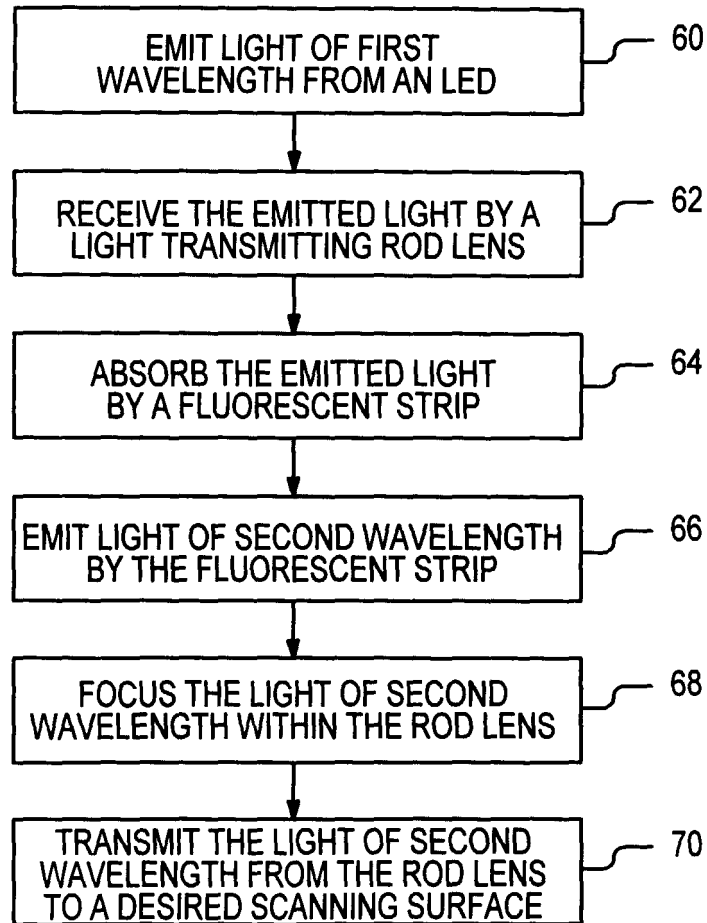 EMIT LIGHT OF FIRST
WAVELENGTH FROM AN LED
60
RECEIVE THE EMITTED LIGHT BY A
LIGHT TRANSMITTING ROD LENS
62
ABSORB THE EMITTED LIGHT
BY A FLUORESCENT STRIP
64
EMIT LIGHT OF SECOND WAVELENGTH
BY THE FLUORESCENT STRIP
66
FOCUS THE LIGHT OF SECOND
WAVELENGTH WITHIN THE ROD LENS
68
TRANSMIT THE LIGHT OF SECOND
WAVELENGTH FROM THE ROD LENS
TO A DESIRED SCANNING SURFACE
70